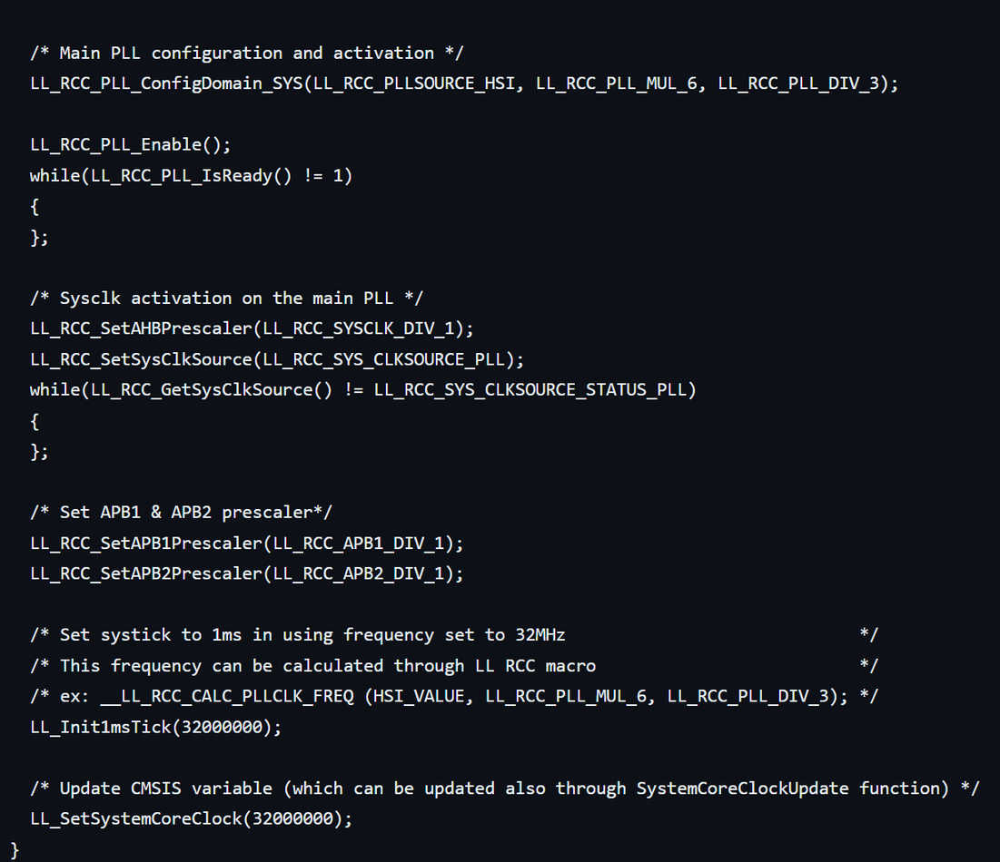 /* Main PLL configuration and activation */
LL_RCC_PLL_ConfigDomain_SYS(LL_RCC_PLLSOURCE_HSI, LL_RCC_PLL_MUL_6, LL_RCC_PLL_DIV_3);
LL_RCC_PLL_Enable();
while(LL_RCC_PLL_IsReady() != 1)
{
};
/* Sysclk activation on the main PLL */
LL_RCC_SetAHBPrescaler(LL_RCC_SYSCLK_DIV_1);
LL_RCC_SetSysClkSource(LL_RCC_SYS_CLKSOURCE_PLL);
while(LL_RCC_GetSysClkSource() != LL_RCC_SYS_CLKSOURCE_STATUS_PLL)
{
};
/* Set APB1 & APB2 prescaler*/
LL_RCC_SetAPB1Prescaler(LL_RCC_APB1_DIV_1);
LL_RCC_SetAPB2Prescaler(LL_RCC_APB2_DIV_1);
/* Set systick to 1ms in using frequency set to 32MHz                             */
/* This frequency can be calculated through LL RCC macro                          */
/* ex: __LL_RCC_CALC_PLLCLK_FREQ (HSI_VALUE, LL_RCC_PLL_MUL_6, LL_RCC_PLL_DIV_3); */
LL_Init1msTick(32000000);
/* Update CMSIS variable (which can be updated also through SystemCoreClockUpdate function) */
LL_SetSystemCoreClock(32000000);
}